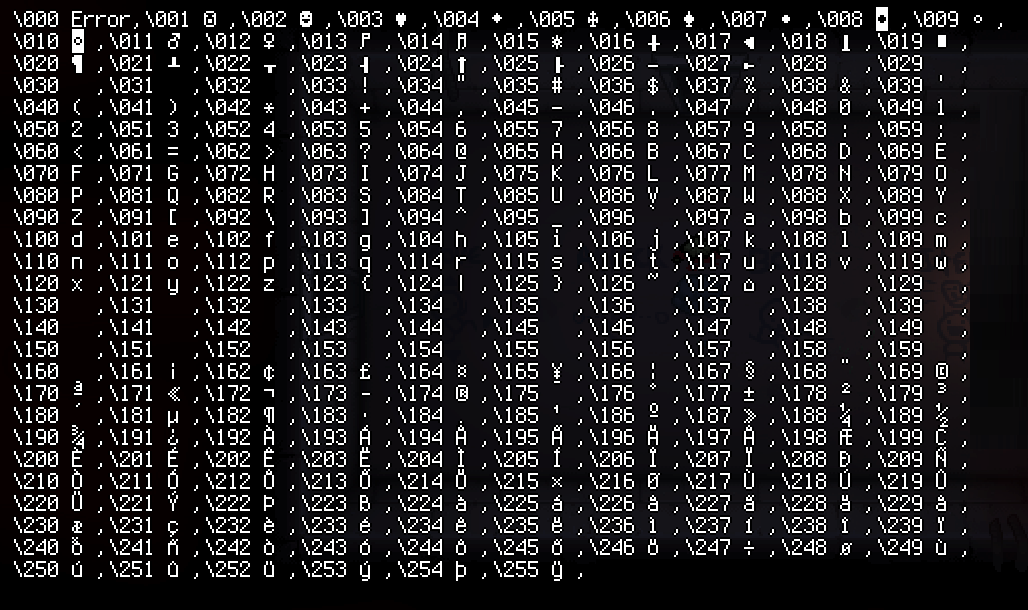 \000 Error,\001 ☺ ,\002 ☻ ,\003 ♥ ,\004 ♦ ,\005 ♣ ,\006 ♠ ,\007 • ,\008 ◘ ,\009 ○ ,
\010 ◙ ,\011 ♂ ,\012 ♀ ,\013 ♪ ,\014 ♫ ,\015 ☼ ,\016 ╋ ,\017 ◄ ,\018 ↨ ,\019 ■ ,
\020 ¶ ,\021 ┴ ,\022 ┬ ,\023 ┤ ,\024 ↑ ,\025 ├ ,\026 ─ ,\027 ← ,\028   ,\029   ,
\030   ,\031   ,\032   ,\033 ! ,\034 " ,\035 # ,\036 $ ,\037 % ,\038 & ,\039 ' ,
\040 ( ,\041 ) ,\042 * ,\043 + ,\044 , ,\045 - ,\046 . ,\047 / ,\048 0 ,\049 1 ,
\050 2 ,\051 3 ,\052 4 ,\053 5 ,\054 6 ,\055 7 ,\056 8 ,\057 9 ,\058 : ,\059 ; ,
\060 < ,\061 = ,\062 > ,\063 ? ,\064 @ ,\065 A ,\066 B ,\067 C ,\068 D ,\069 E ,
\070 F ,\071 G ,\072 H ,\073 I ,\074 J ,\075 K ,\076 L ,\077 M ,\078 N ,\079 O ,
\080 P ,\081 Q ,\082 R ,\083 S ,\084 T ,\085 U ,\086 V ,\087 W ,\088 X ,\089 Y ,
\090 Z ,\091 [ ,\092 \ ,\093 ] ,\094 ^ ,\095 _ ,\096 ` ,\097 a ,\098 b ,\099 c ,
\100 d ,\101 e ,\102 f ,\103 g ,\104 h ,\105 i ,\106 j ,\107 k ,\108 l ,\109 m ,
\110 n ,\111 o ,\112 p ,\113 q ,\114 r ,\115 s ,\116 t ,\117 u ,\118 v ,\119 w ,
\120 x ,\121 y ,\122 z ,\123 { ,\124 | ,\125 } ,\126 ~ ,\127 ⌂ ,\128   ,\129   ,
\130   ,\131   ,\132   ,\133   ,\134   ,\135   ,\136   ,\137   ,\138   ,\139   ,
\140   ,\141   ,\142   ,\143   ,\144   ,\145   ,\146   ,\147   ,\148   ,\149   ,
\150   ,\151   ,\152   ,\153   ,\154   ,\155   ,\156   ,\157   ,\158   ,\159   ,
\160   ,\161 ¡ ,\162 ¢ ,\163 £ ,\164 ¤ ,\165 ¥ ,\166 ¦ ,\167 § ,\168 ¨ ,\169 © ,
\170 ª ,\171 « ,\172 ¬ ,\173 - ,\174 ® ,\175 ¯ ,\176 ° ,\177 ± ,\178 ² ,\179 ³ ,
\180 ´ ,\181 µ ,\182 ¶ ,\183 · ,\184   ,\185 ¹ ,\186 º ,\187 » ,\188 ¼ ,\189 ½ ,
\190 ¾ ,\191 ¿ ,\192 À ,\193 Á ,\194 Â ,\195 Ã ,\196 Ä ,\197 Å ,\198 Æ ,\199 Ç ,
\200 È ,\201 É ,\202 Ê ,\203 Ë ,\204 Ì ,\205 Í ,\206 Î ,\207 Ï ,\208 Ð ,\209 Ñ ,
\210 Ò ,\211 Ó ,\212 Ô ,\213 Õ ,\214 Ö ,\215 × ,\216 Ø ,\217 Ù ,\218 Ú ,\219 Û ,
\220 Ü ,\221 Ý ,\222 Þ ,\223 ß ,\224 à ,\225 á ,\226 â ,\227 ã ,\228 ä ,\229 å ,
\230 æ ,\231 ç ,\232 è ,\233 é ,\234 ê ,\235 ë ,\236 ì ,\237 í ,\238 î ,\239 ï ,
\240 ð ,\241 ñ ,\242 ò ,\243 ó ,\244 ô ,\245 õ ,\246 ö ,\247 ÷ ,\248 ø ,\249 ù ,
\250 ú ,\251 û ,\252 ü ,\253 ý ,\254 þ ,\255 ÿ ,